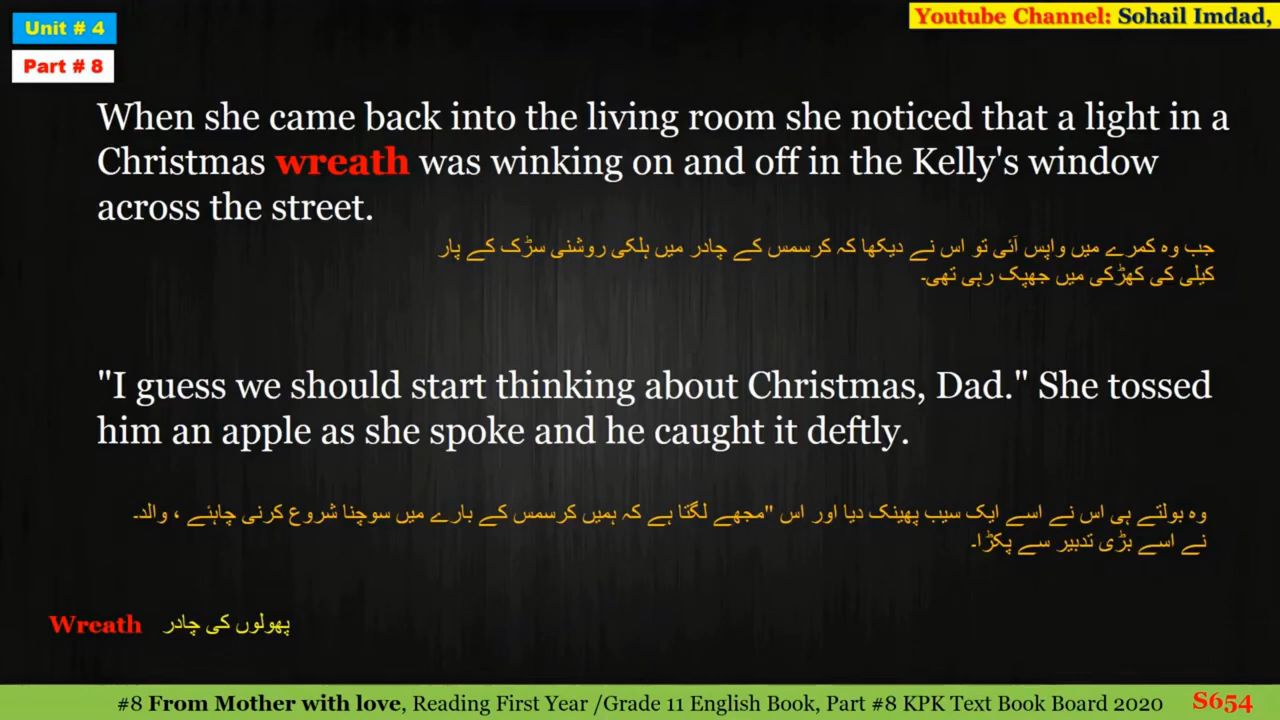 Unit # 4
Youtube Channel: Sohail Imdad,
Part # 8
When she came back into the living room she noticed that a light in a
Christmas wreath was winking on and off in the Kelly's window
across the street.
جب وہ کمرے میں واپس آئی تو اس نے دیکھا کہ کرسمس کے چادر میں ہلکی روشنی سڑک کے پار
کیلی کی کھڑکی میں جھپک رہی تھی۔
"I guess we should start thinking about Christmas, Dad." She tossed
him an apple as she spoke and he caught it deftly.
وہ بولتے ہی اس نے اسے ایک سیب پھینک دیا اور اس "مجھے لگتا ہے کہ ہمیں کرسمس کے بارے میں سوچنا شروع کرنی چاہئے ، والد۔
نے اسے بڑی تدبیر سے پکڑا۔
Wreath پھولوں کی چادر
#8 From Mother with love, Reading First Year /Grade 11 English Book, Part #8 KPK Text Book Board 2020 S654